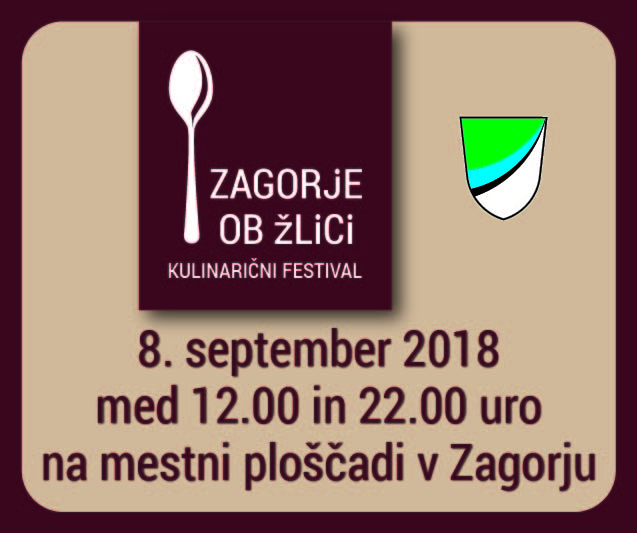 ZAGORjE
OB žLiCi
KULINARIČNI FESTIVAL
8. september 2018
med 12.00 in 22.00 uro
na mestni ploščadi v Zagorju